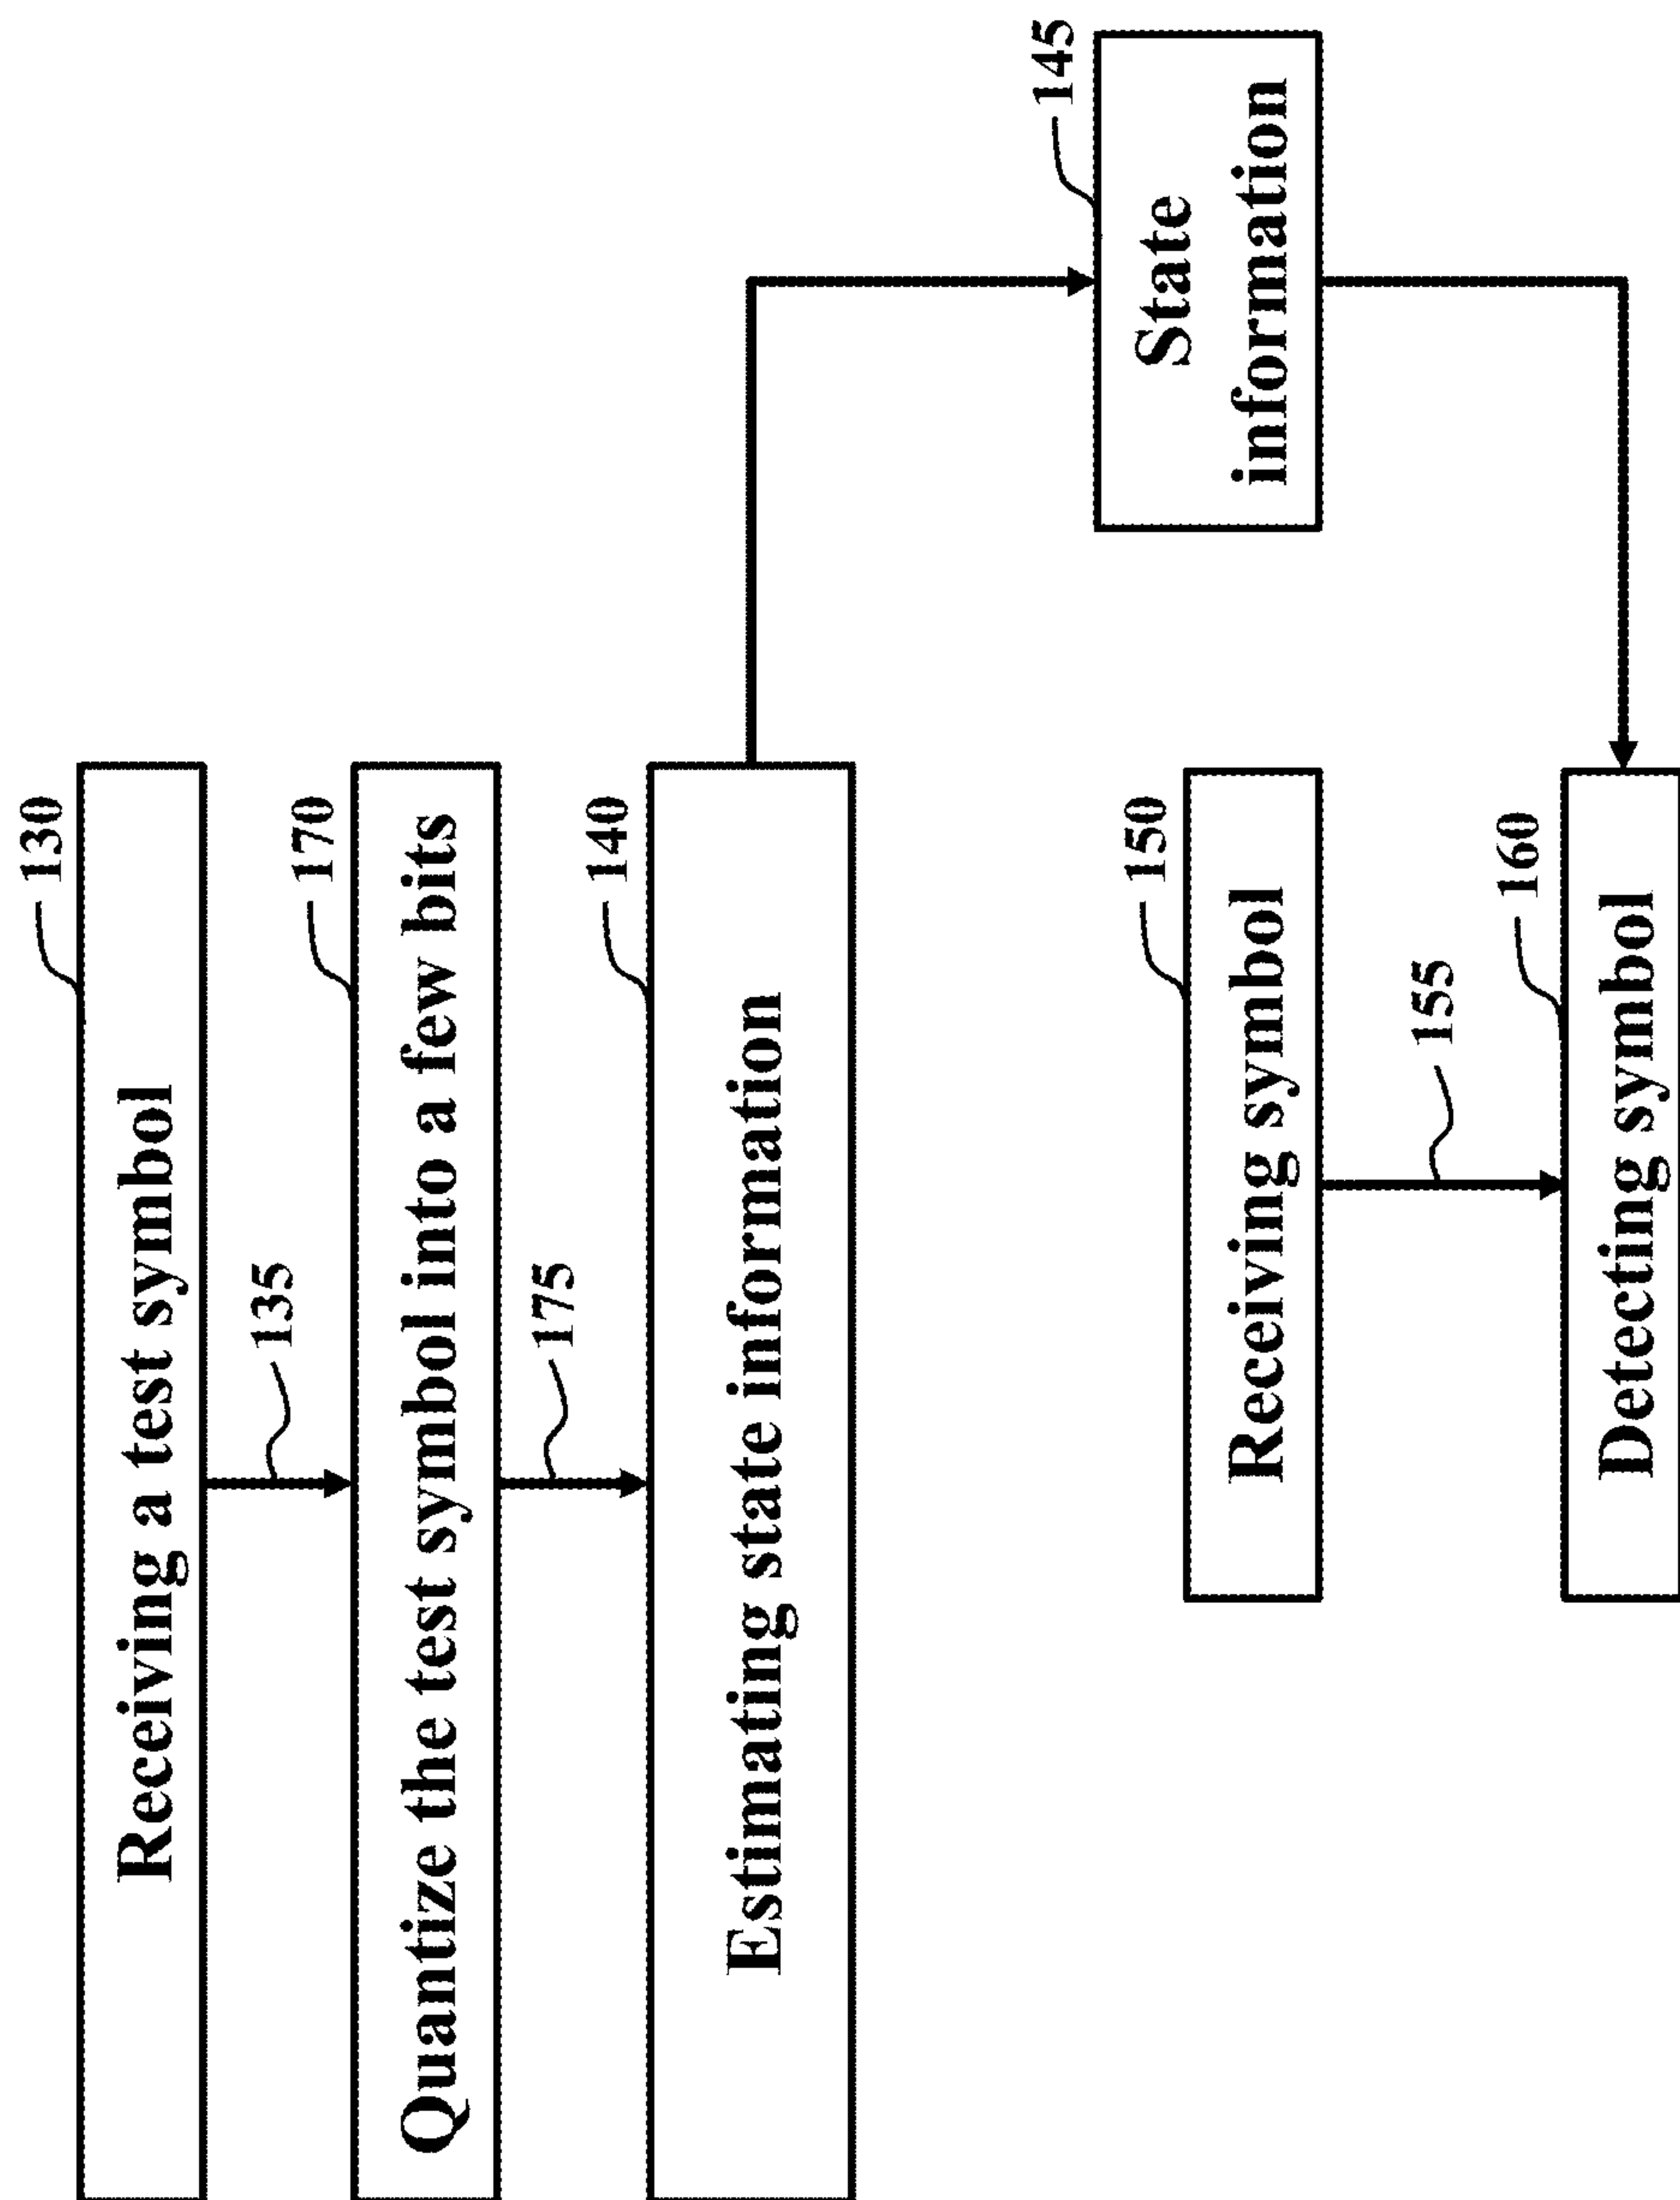 130
Receiving a test symbol
135
170
Quantize the test symbol into a few bits
175
140
Estimating state information
145
State
information
150
Receiving symbol
155
160
Detecting symbol